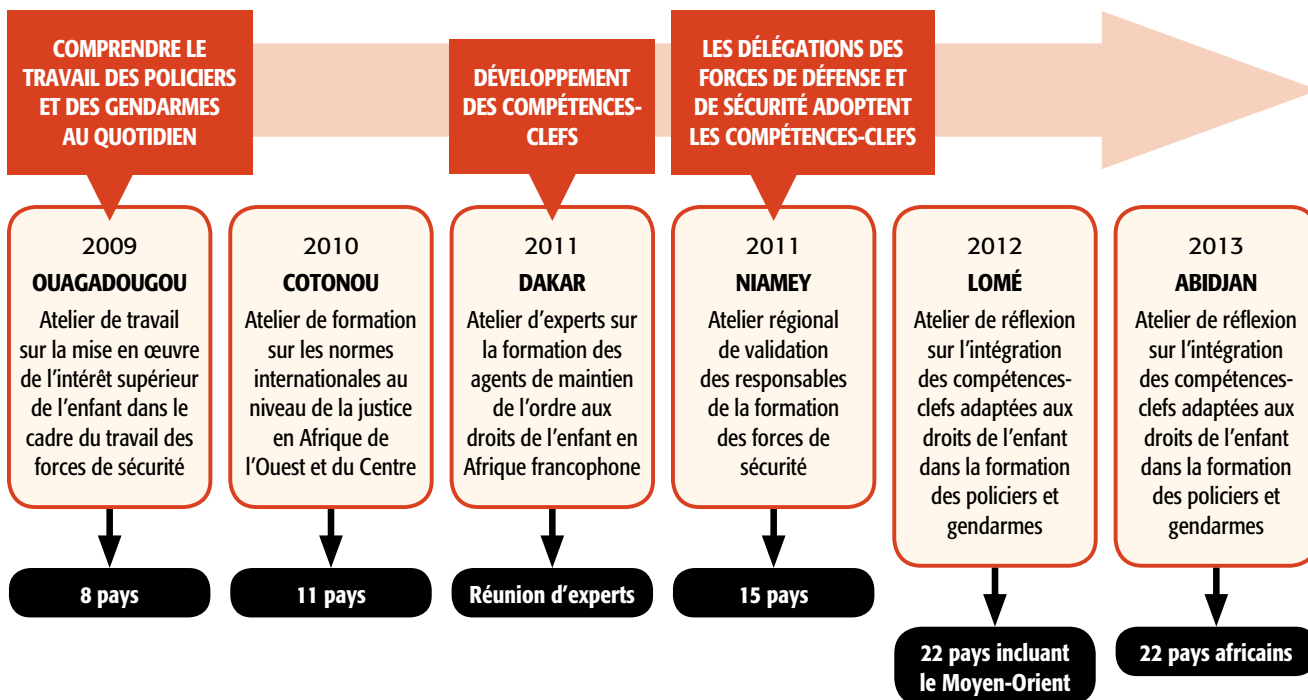 COMPRENDRE LE
TRAVAIL DES POLICIERS
ET DES GENDARMES
AU QUOTIDIEN
DÉVELOPPEMENT
DES COMPÉTENCES-
CLEFS
LES DÉLÉGATIONS DES
FORCES DE DÉFENSE ET
DE SÉCURITÉ ADOPTENT
LES COMPÉTENCES-CLEFS
2009
OUAGADOUGOU
Atelier de travail
sur la mise en œuvre
de l'intérêt supérieur
de l'enfant dans le
cadre du travail des
forces de sécurité
8 pays
2010
COTONOU
Atelier de formation
sur les normes
internationales au
niveau de la justice
en Afrique de
l'Ouest et du Centre
11 pays
2011
DAKAR
Atelier d'experts sur
la formation des
agents de maintien
de l'ordre aux
droits de l'enfant en
Afrique francophone
Réunion d'experts
2011
NIAMEY
Atelier régional
de validation
des responsables
de la formation
des forces de
sécurité
15 pays
2012
LOMÉ
Atelier de réflexion
sur l'intégration
des compétences-
clefs adaptées aux
droits de l'enfant
dans la formation
des policiers et
gendarmes
22 pays incluant
le Moyen-Orient
2013
ABIDJAN
Atelier de réflexion
sur l'intégration
des compétences-
clefs adaptées aux
droits de l'enfant
dans la formation
des policiers et
gendarmes
22 pays africains